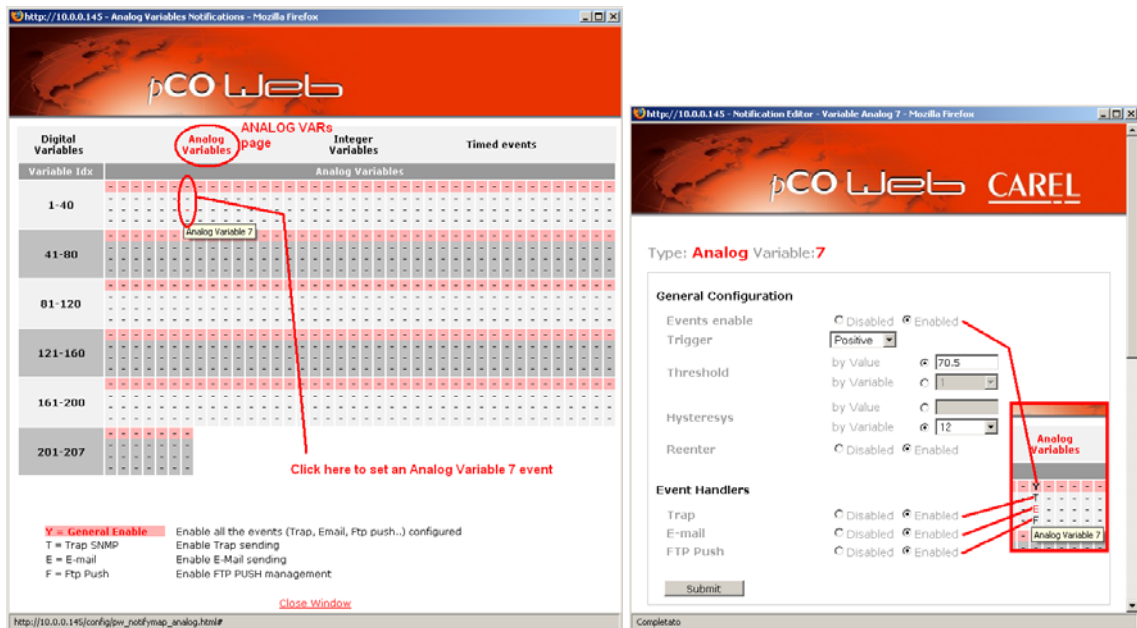 http://10.0.0.145 - Analog Variables Notifications - Mozilla Firefox
pCO Web
Digital Variables
Analog Variables
ANALOG VARs page
Integer Variables
Timed events
Variable Idx
Analog Variables
1-40
Analog Variable 7
41-80
81-120
121-160
161-200
201-207
Click here to set an Analog Variable 7 event
Y = General Enable Enable all the events (Trap, Email, Ftp push..) configured
T = Trap SNMP Enable Trap sending
E = E-mail Enable E-Mail sending
F = Ftp Push Enable FTP PUSH management
Close Window
http://10.0.0.145/config/pw_notifymap_analog.html#
http://10.0.0.145 - Notification Editor - Variable Analog 7 - Mozilla Firefox
pCO Web CAREL
Type: Analog Variable:7
General Configuration
Events enable Disabled Enabled
Trigger Positive
Threshold
by Value 70.5
by Variable 1
Hysteresys
by Value
by Variable 12
Reenter Disabled Enabled
Event Handlers
Trap Disabled Enabled
E-mail Disabled Enabled
FTP Push Disabled Enabled
Submit
Analog Variables
Y
T
E
F
Analog Variable 7
Completato